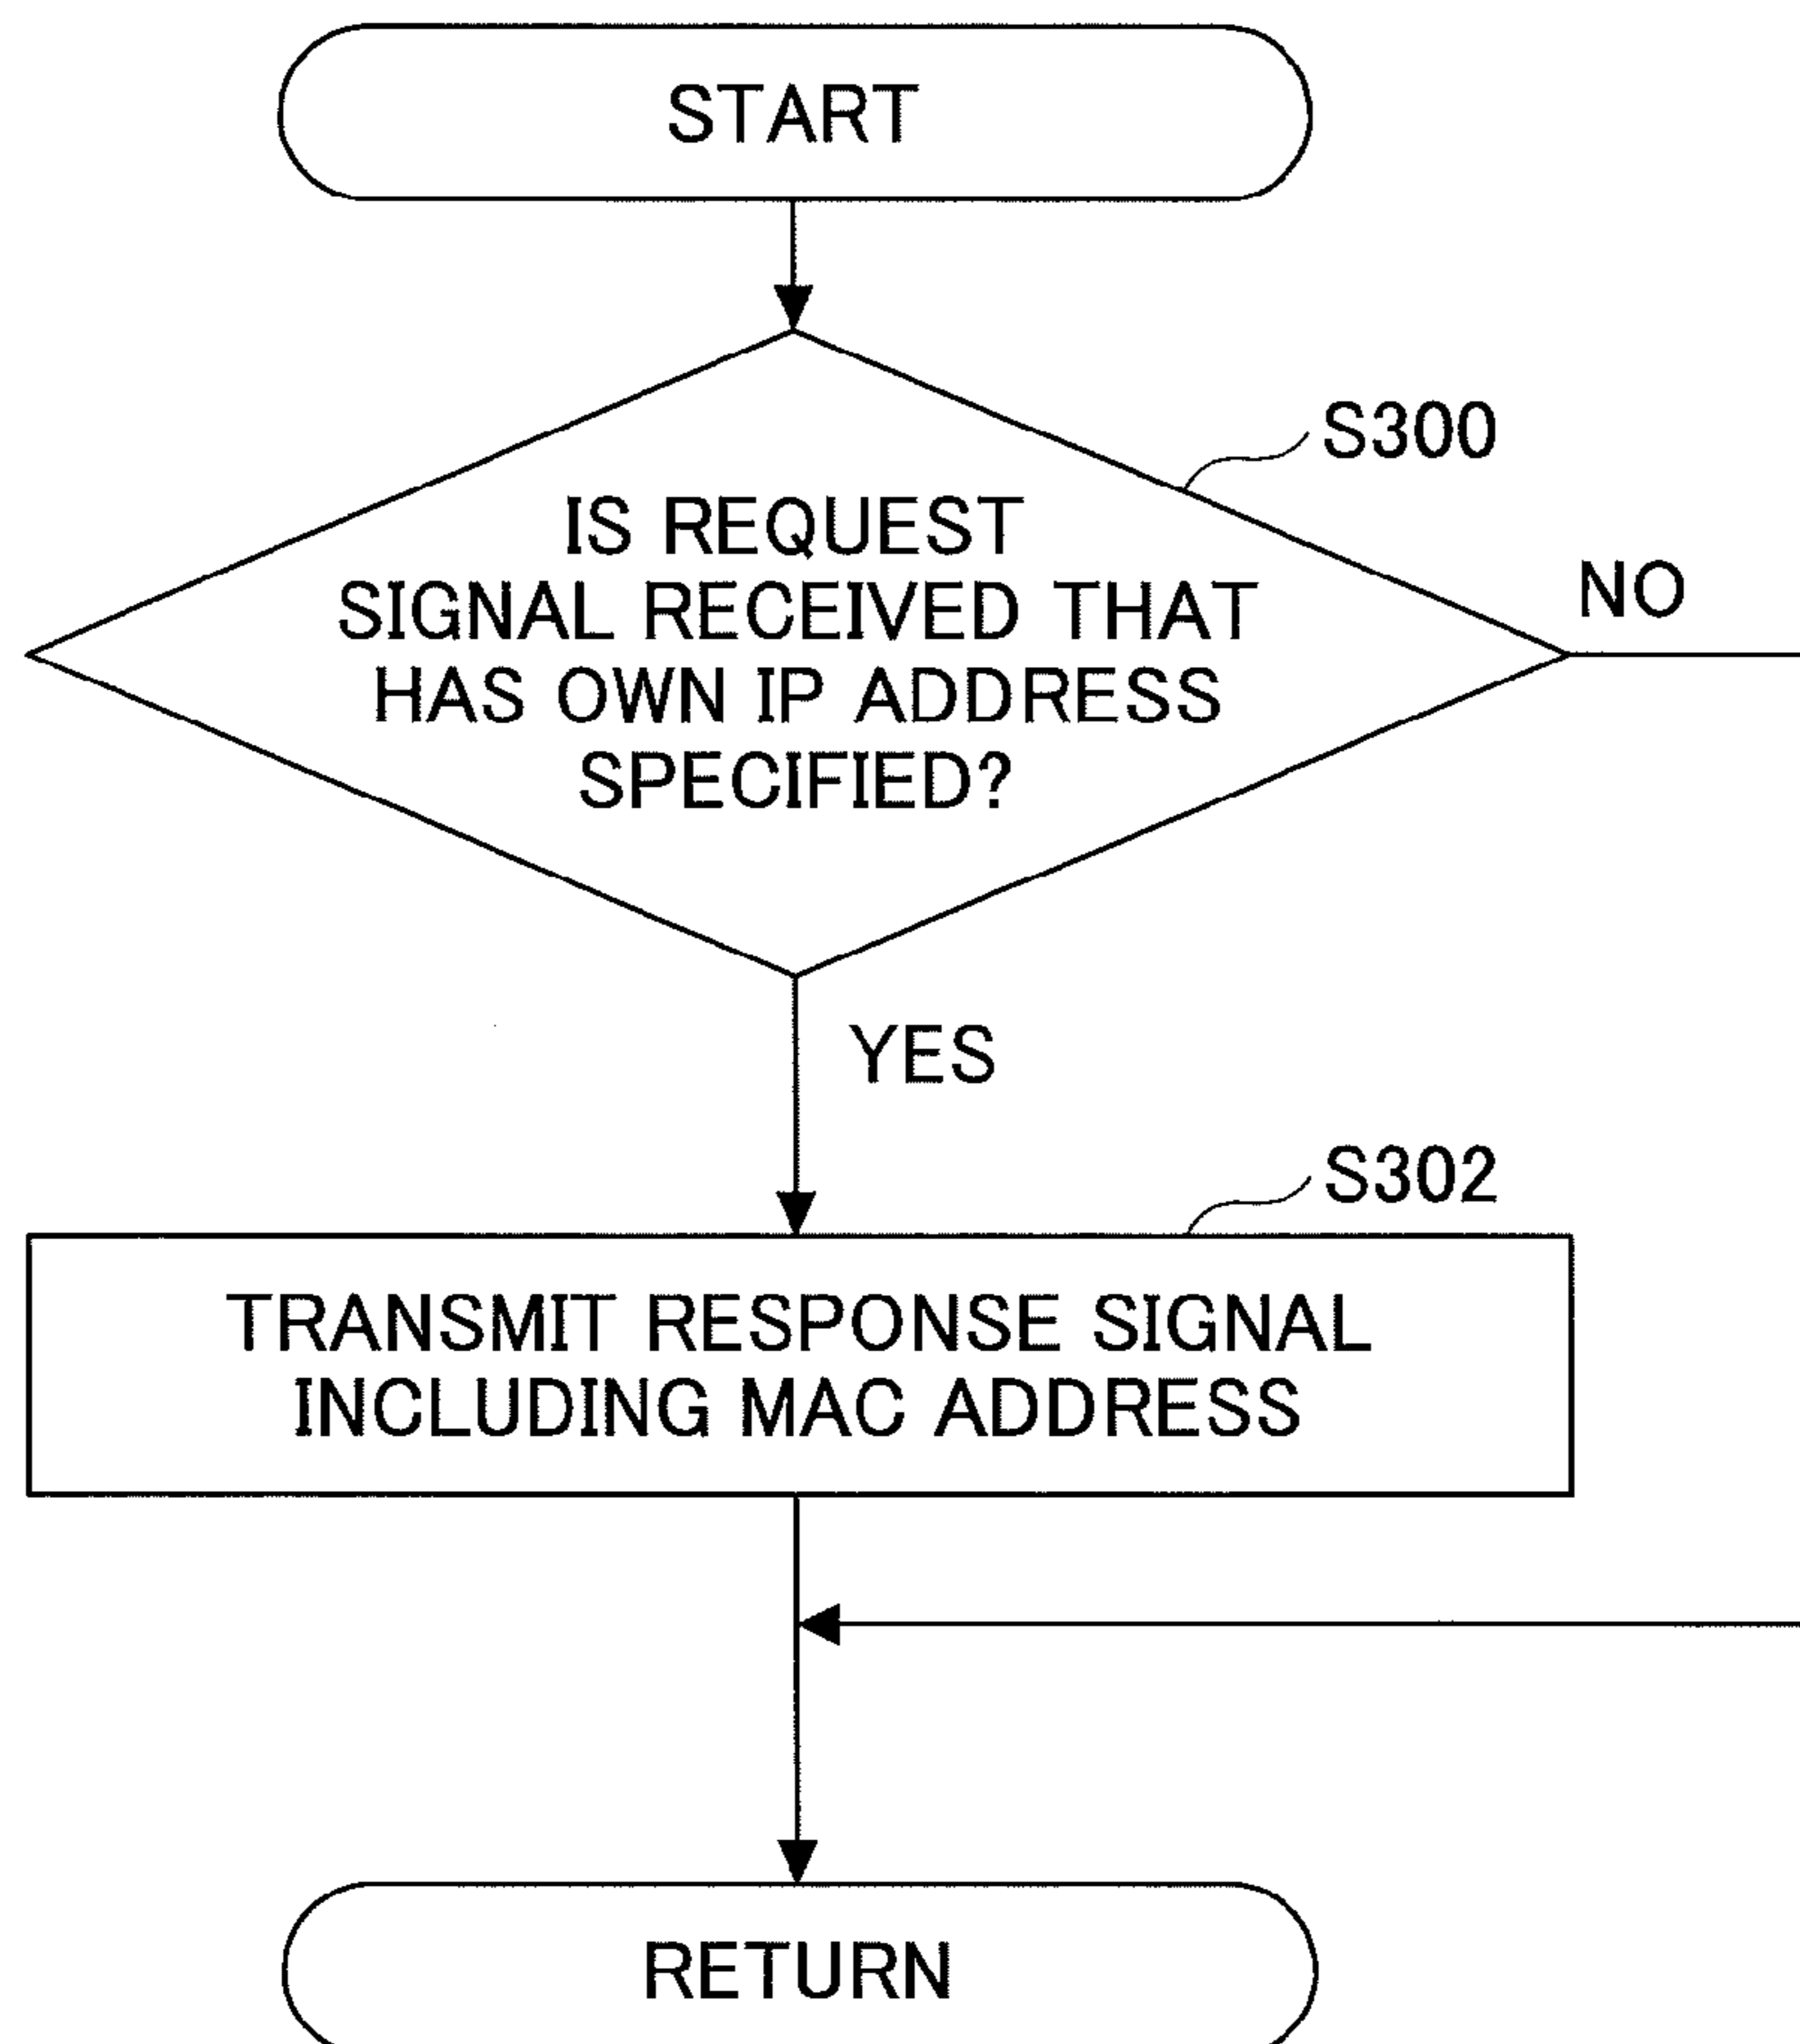 START
S300
IS REQUEST
SIGNAL RECEIVED THAT
HAS OWN IP ADDRESS
SPECIFIED?
NO
YES
S302
TRANSMIT RESPONSE SIGNAL
INCLUDING MAC ADDRESS
RETURN